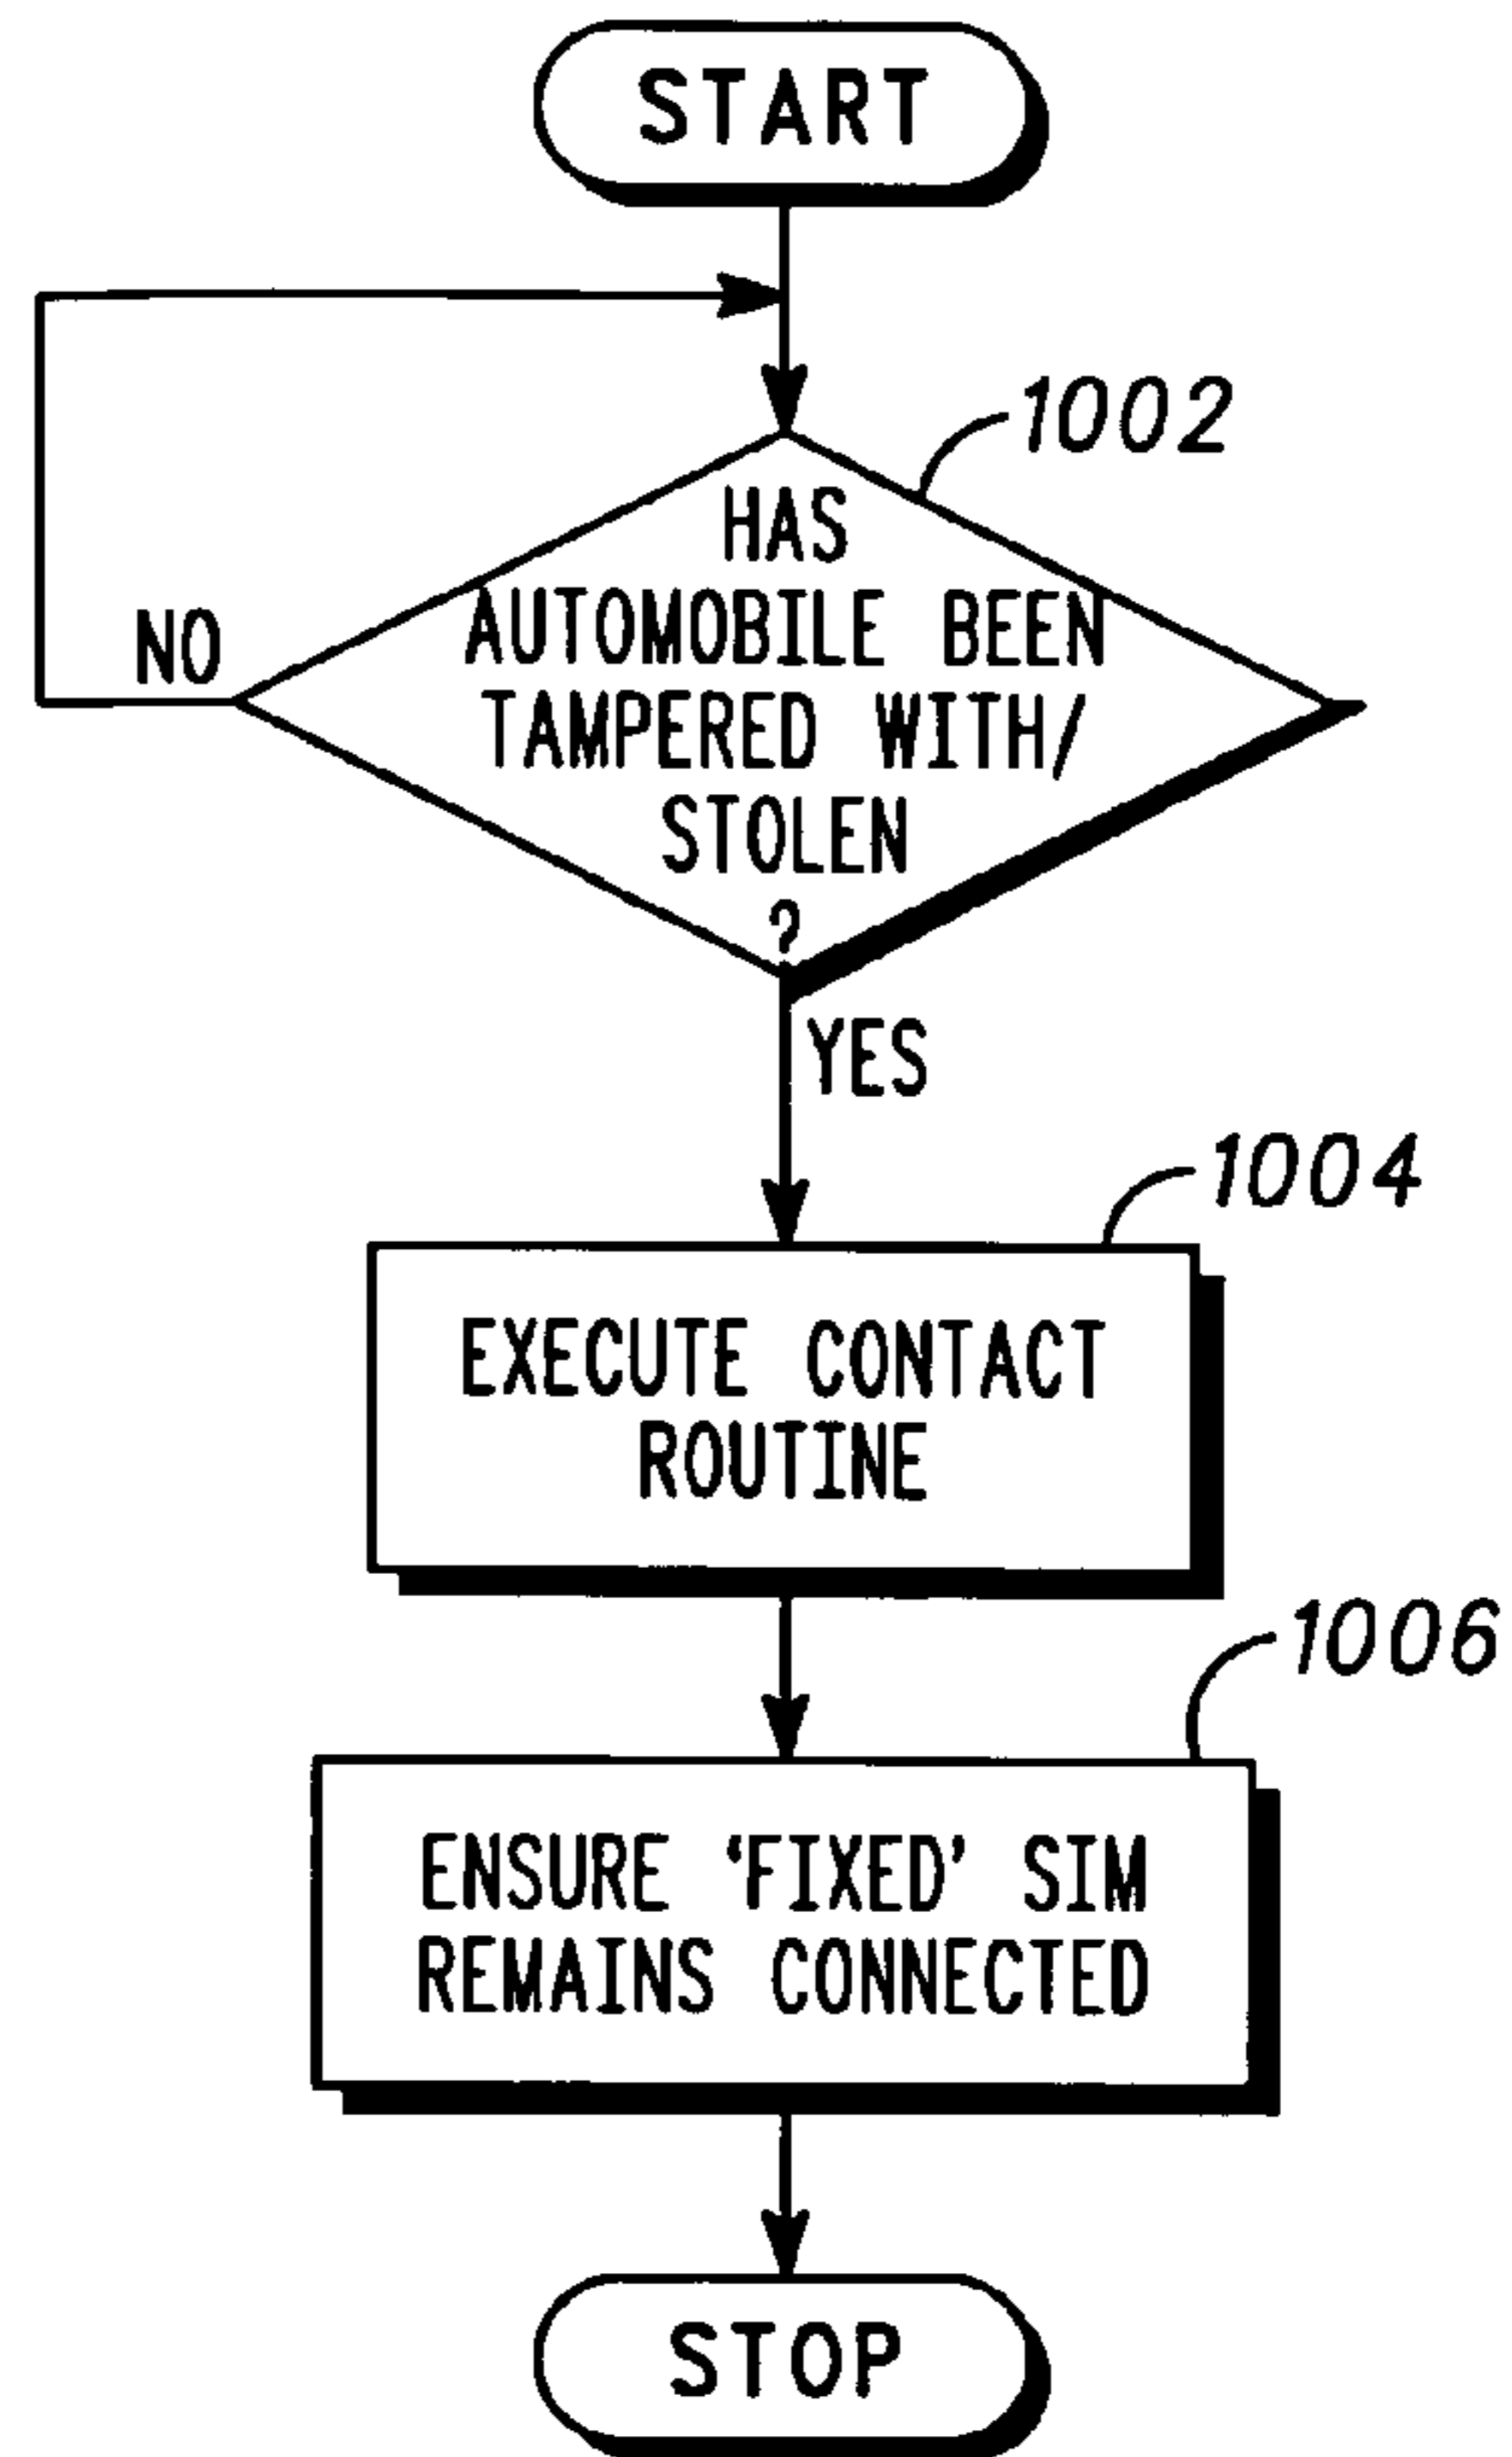 START
1002
HAS
AUTOMOBILE BEEN
TAMPERED WITH/
STOLEN
?
NO
YES
1004
EXECUTE CONTACT
ROUTINE
1006
ENSURE 'FIXED' SIM
REMAINS CONNECTED
STOP